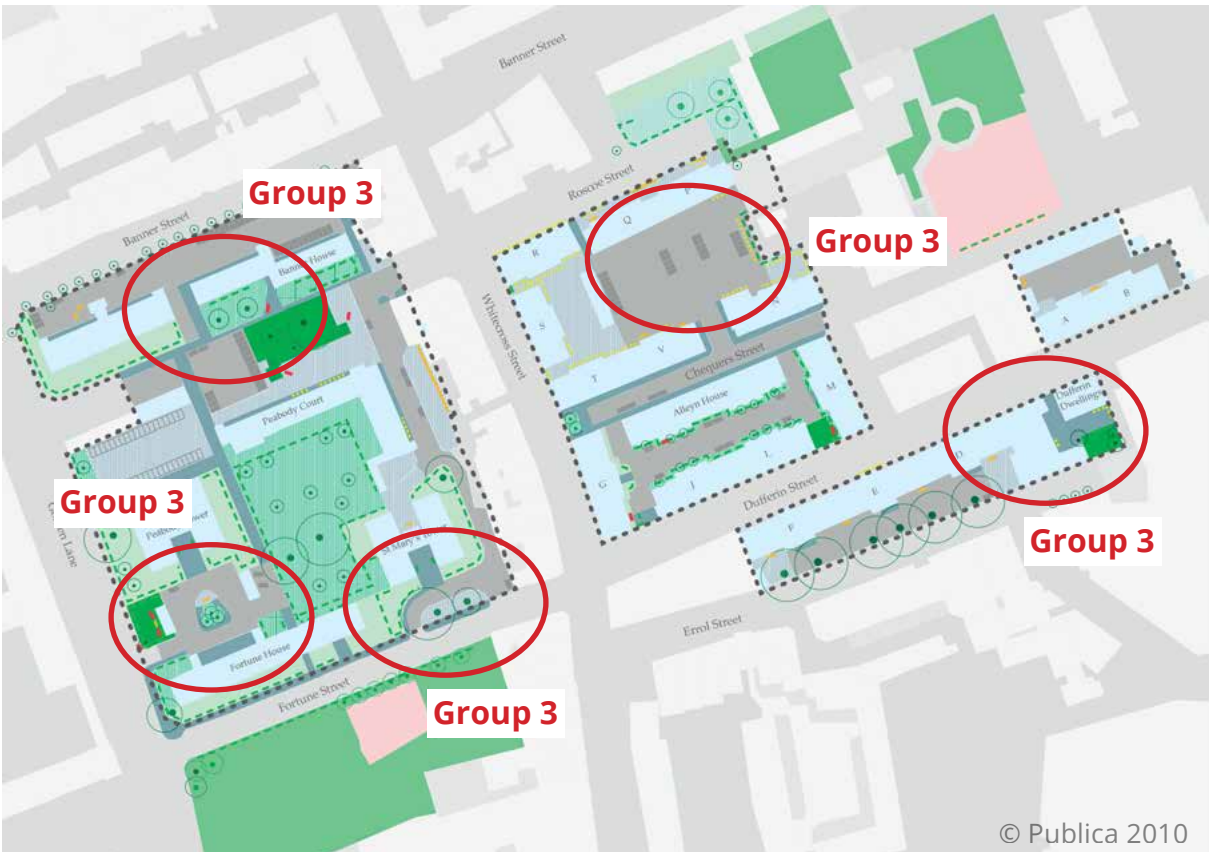 Banner Street
Banner Street
Group 3
Roscoe Street
P
Q
R
Group 3
Banner House
Whitecross Street
S
N
A
B
V
Chequers Street
T
Peabody Court
Alleyn House
M
Dufferin
Dwellings
Group 3
G
L
J
D
E
F
Dufferin Street
Group 3
Lane
Errol Street
Fortune House
Fortune Street
Group 3
© Publica 2010